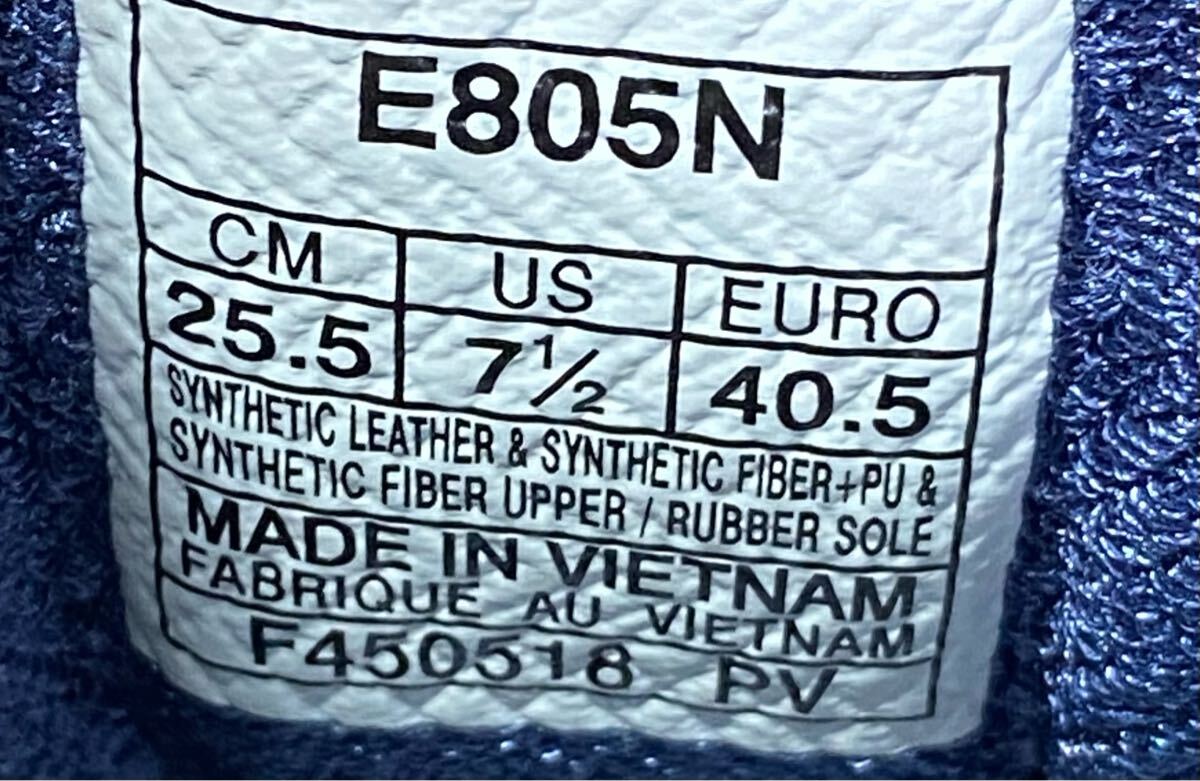 E805N
CM US EURO
25.5 7½ 40.5
SYNTHETIC LEATHER & SYNTHETIC FIBER+PU &
SYNTHETIC FIBER UPPER / RUBBER SOLE
MADE IN VIETNAM
FABRIQUE AU VIETNAM
F450518 PV